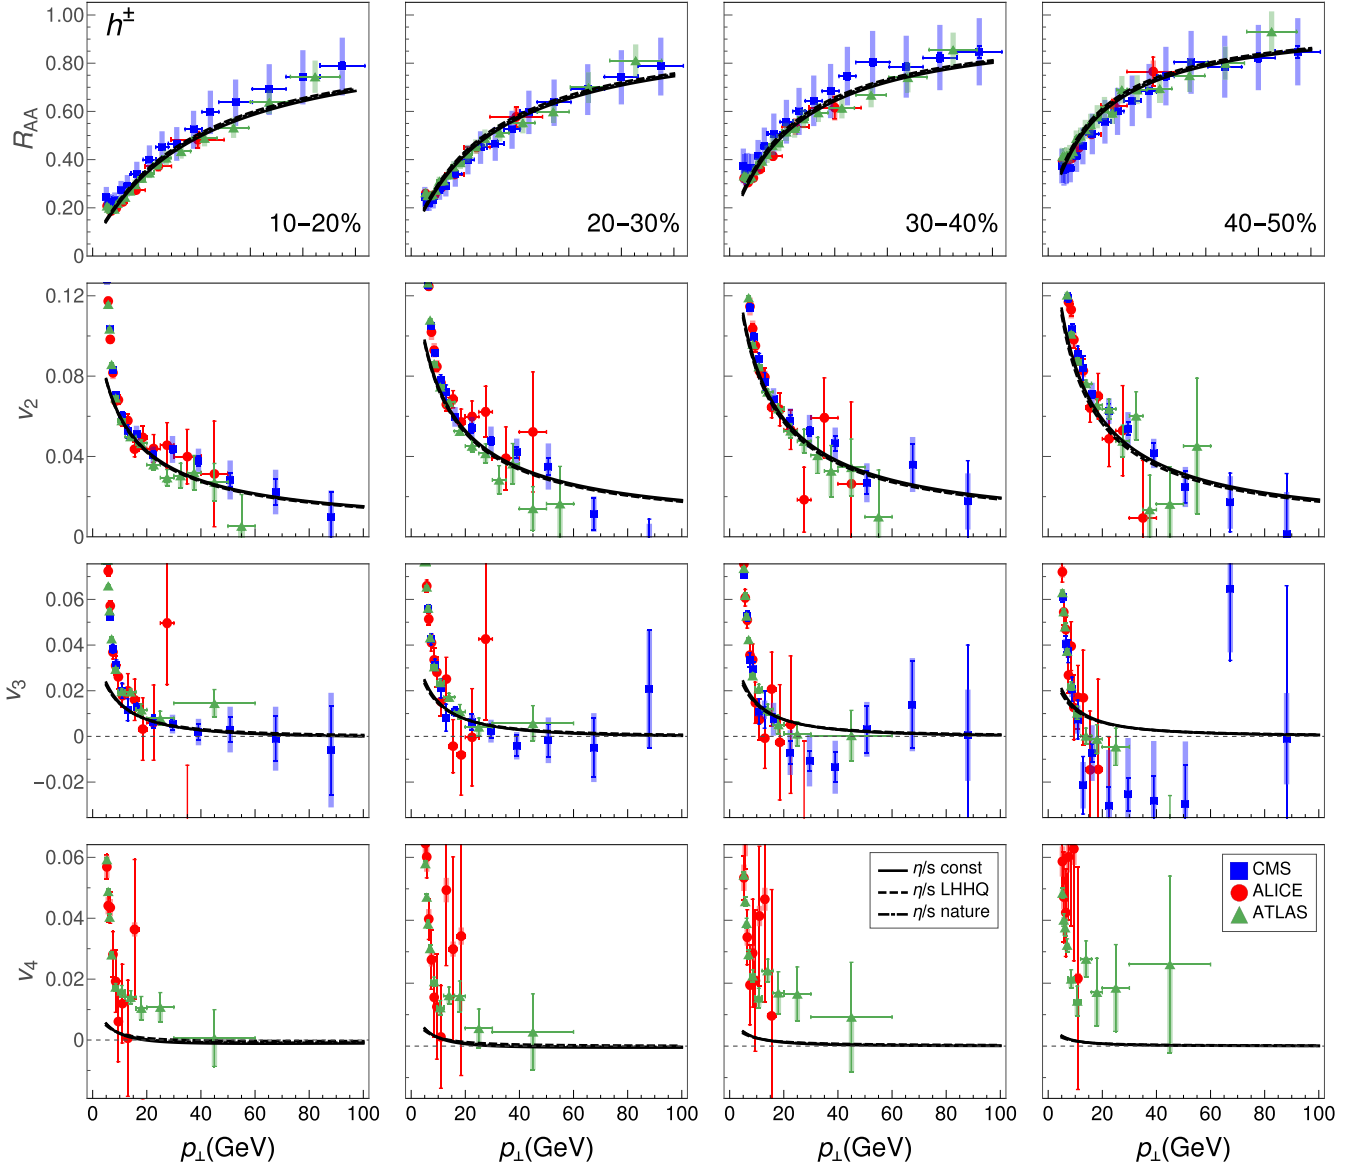 h±
1.00
0.80
0.60
0.40
0.20
0
R_AA
10−20%
20−30%
30−40%
40−50%
0.12
0.08
0.04
0
v₂
0.06
0.04
0.02
0
−0.02
v₃
0.06
0.04
0.02
0
v₄
η/s const
η/s LHHQ
η/s nature
CMS
ALICE
ATLAS
0 20 40 60 80 100
0 20 40 60 80 100
0 20 40 60 80 100
0 20 40 60 80 100
p⊥(GeV)
p⊥(GeV)
p⊥(GeV)
p⊥(GeV)